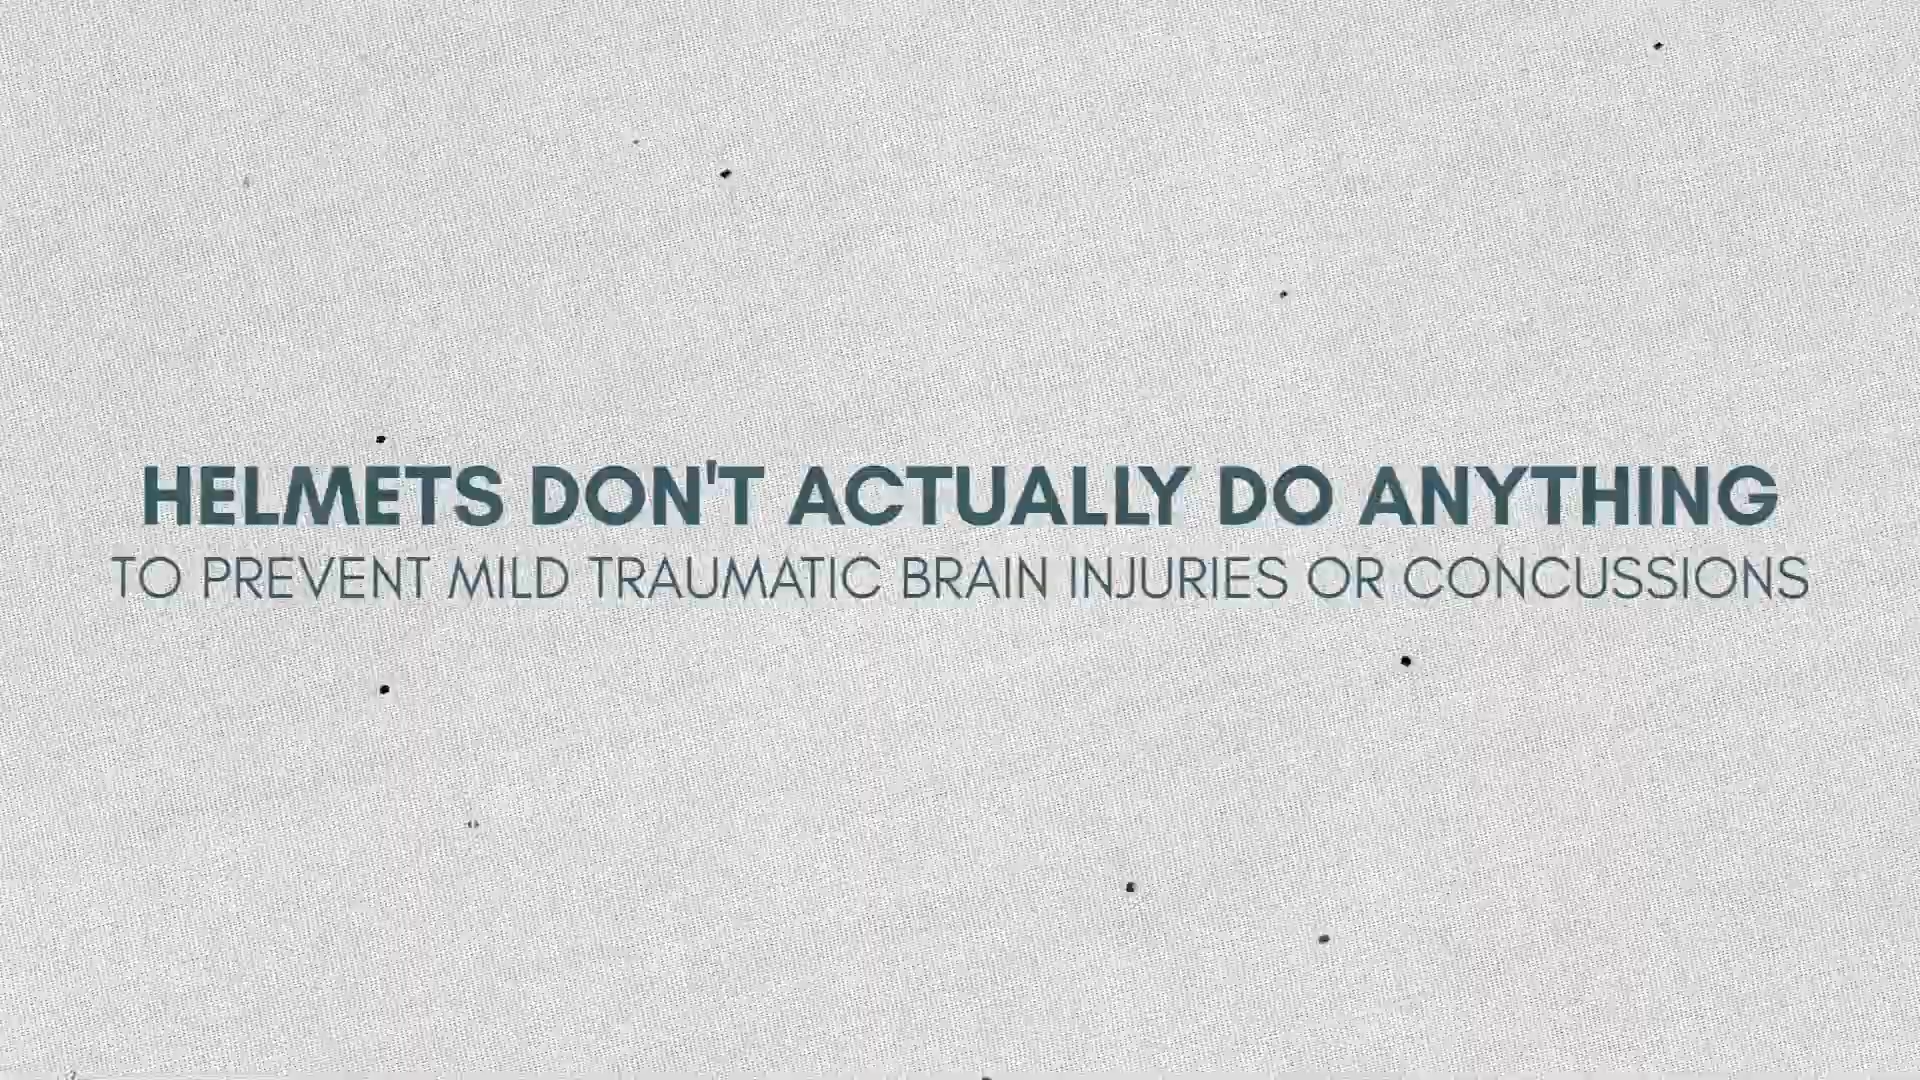 HELMETS DON'T ACTUALLY DO ANYTHING
TO PREVENT MILD TRAUMATIC BRAIN INJURIES OR CONCUSSIONS